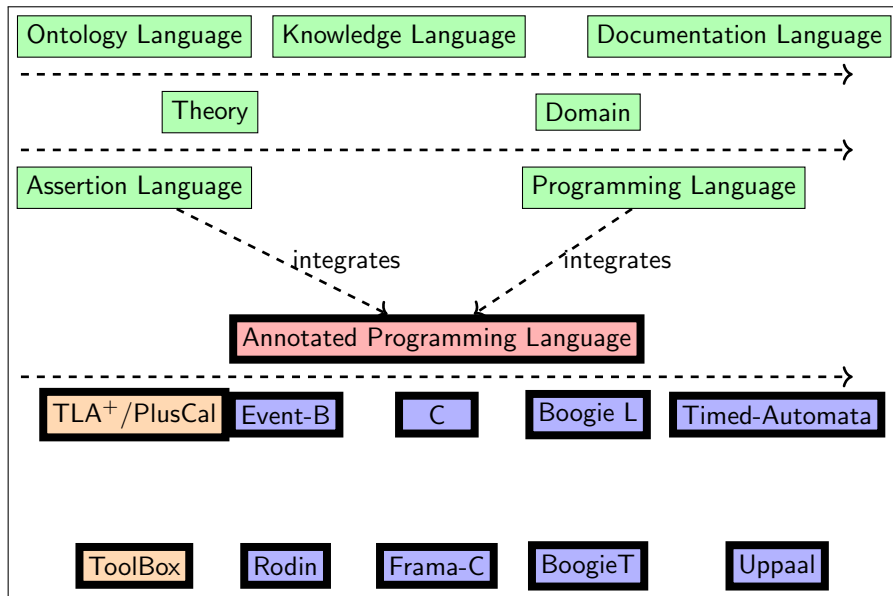 Ontology Language Knowledge Language Documentation Language
Theory Domain
Assertion Language Programming Language
integrates integrates
Annotated Programming Language
TLA+/PlusCal Event-B C Boogie L Timed-Automata
ToolBox Rodin Frama-C BoogieT Uppaal